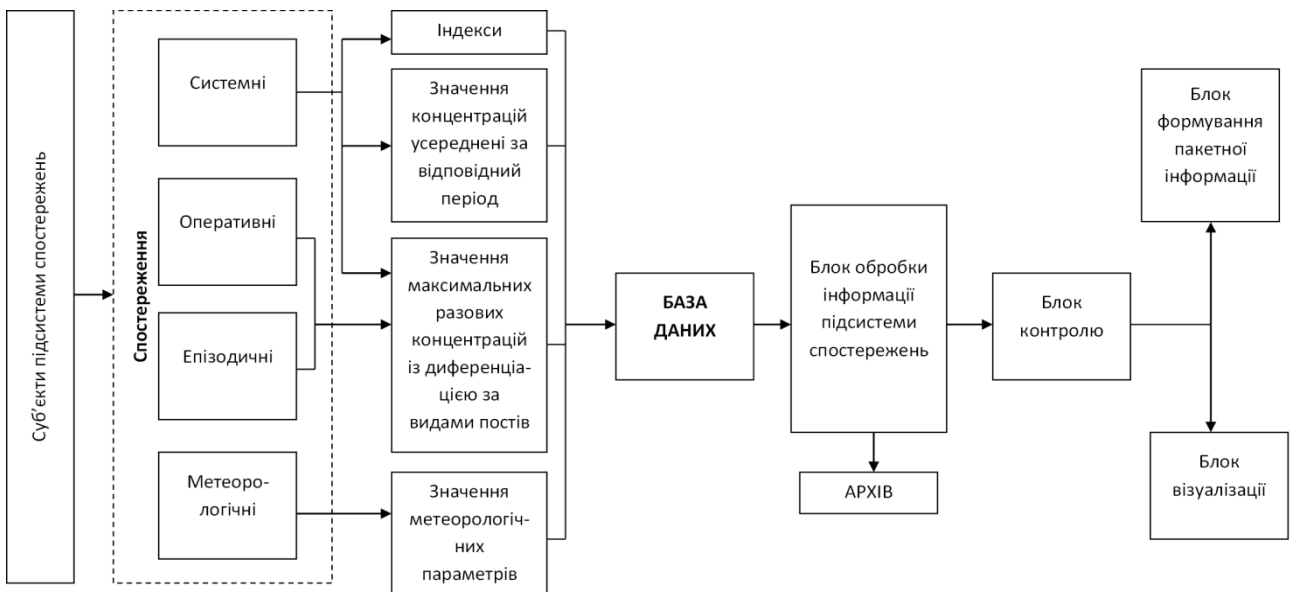 Суб’єкти підсистеми спостережень
Спостереження
Системні
Оперативні
Епізодичні
Метеоро-
логічні
Індекси
Значення
концентрацій
усереднені за
відповідний
період
Значення
максимальних
разових
концентрацій
із диференціа-
цією за
видами постів
Значення
метеорологіч-
них
параметрів
БАЗА
ДАНИХ
Блок обробки
інформації
підсистеми
спостережень
АРХІВ
Блок
контролю
Блок
формування
пакетної
інформації
Блок
візуалізації